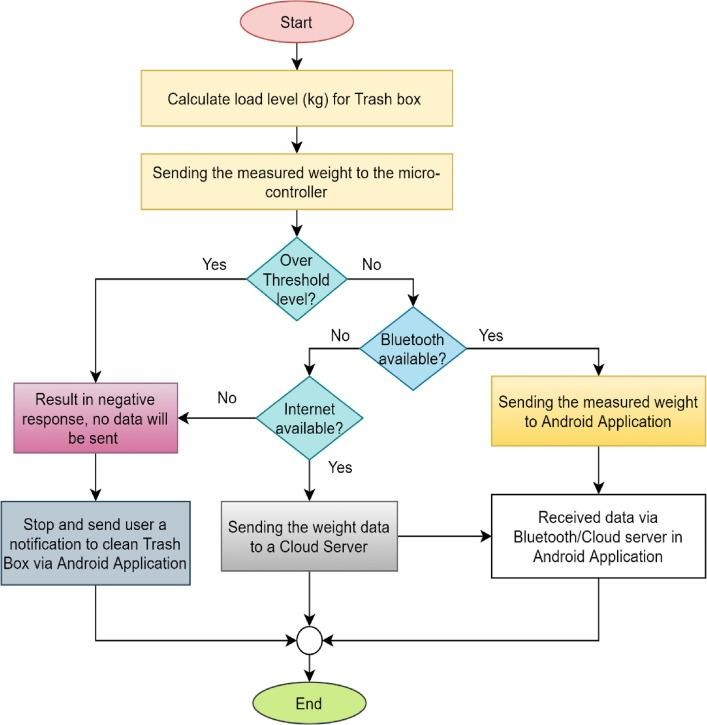 Start
Calculate load level (kg) for Trash box
Sending the measured weight to the micro-
controller
Over
Threshold
level?
Yes
No
Bluetooth
available?
No
Yes
Internet
available?
No
Yes
Result in negative
response, no data will
be sent
Sending the measured weight
to Android Application
Stop and send user a
notification to clean Trash
Box via Android Application
Sending the weight data
to a Cloud Server
Received data via
Bluetooth/Cloud server in
Android Application
End